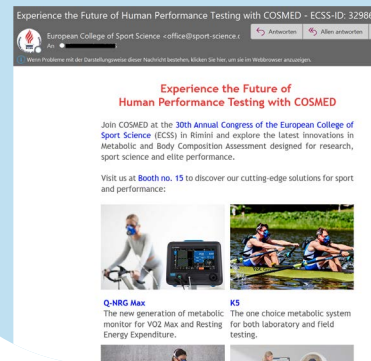 Experience the Future of Human Performance Testing with COSMED - ECSS-ID: 3298
European College of Sport Science <office@sport-science.
Antworten
Allen antworten
An
Wenn Probleme mit der Darstellungsweise dieser Nachricht bestehen, klicken Sie hier, um sie im Webbrowser anzuzeigen.
Experience the Future of
Human Performance Testing with COSMED
Join COSMED at the 30th Annual Congress of the European College of
Sport Science (ECSS) in Rimini and explore the latest innovations in
Metabolic and Body Composition Assessment designed for research,
sport science and elite performance.
Visit us at Booth no. 15 to discover our cutting-edge solutions for sport
and performance:
Q-NRG Max
The new generation of metabolic
monitor for VO2 Max and Resting
Energy Expenditure.
K5
The one choice metabolic system
for both laboratory and field
testing.